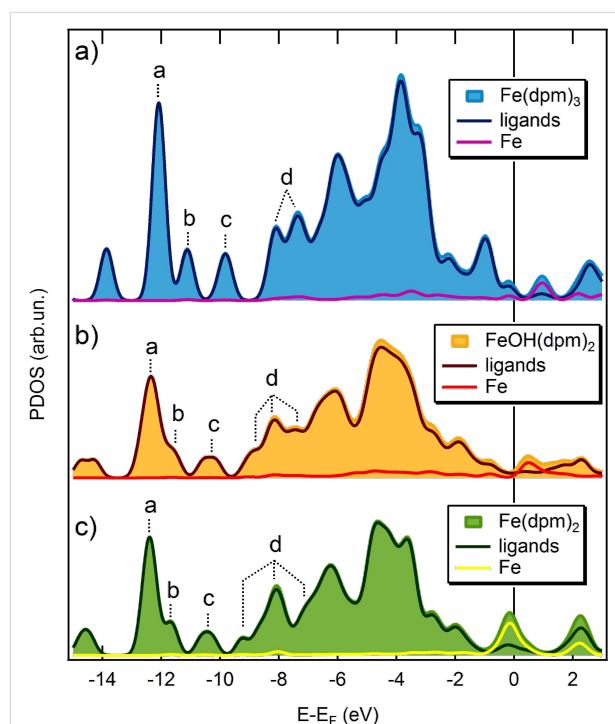 a)
a
b
c
d
Fe(dpm)3
ligands
Fe
b)
a
b
c
d
FeOH(dpm)2
ligands
Fe
c)
a
b
c
d
Fe(dpm)2
ligands
Fe
PDOS (arb.un.)
-14 -12 -10 -8 -6 -4 -2 0 2
E-EF (eV)